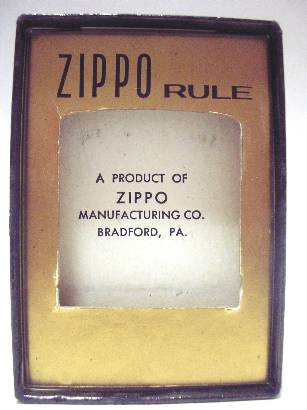 ZIPPO RULE
A PRODUCT OF
ZIPPO
MANUFACTURING CO.
BRADFORD, PA.